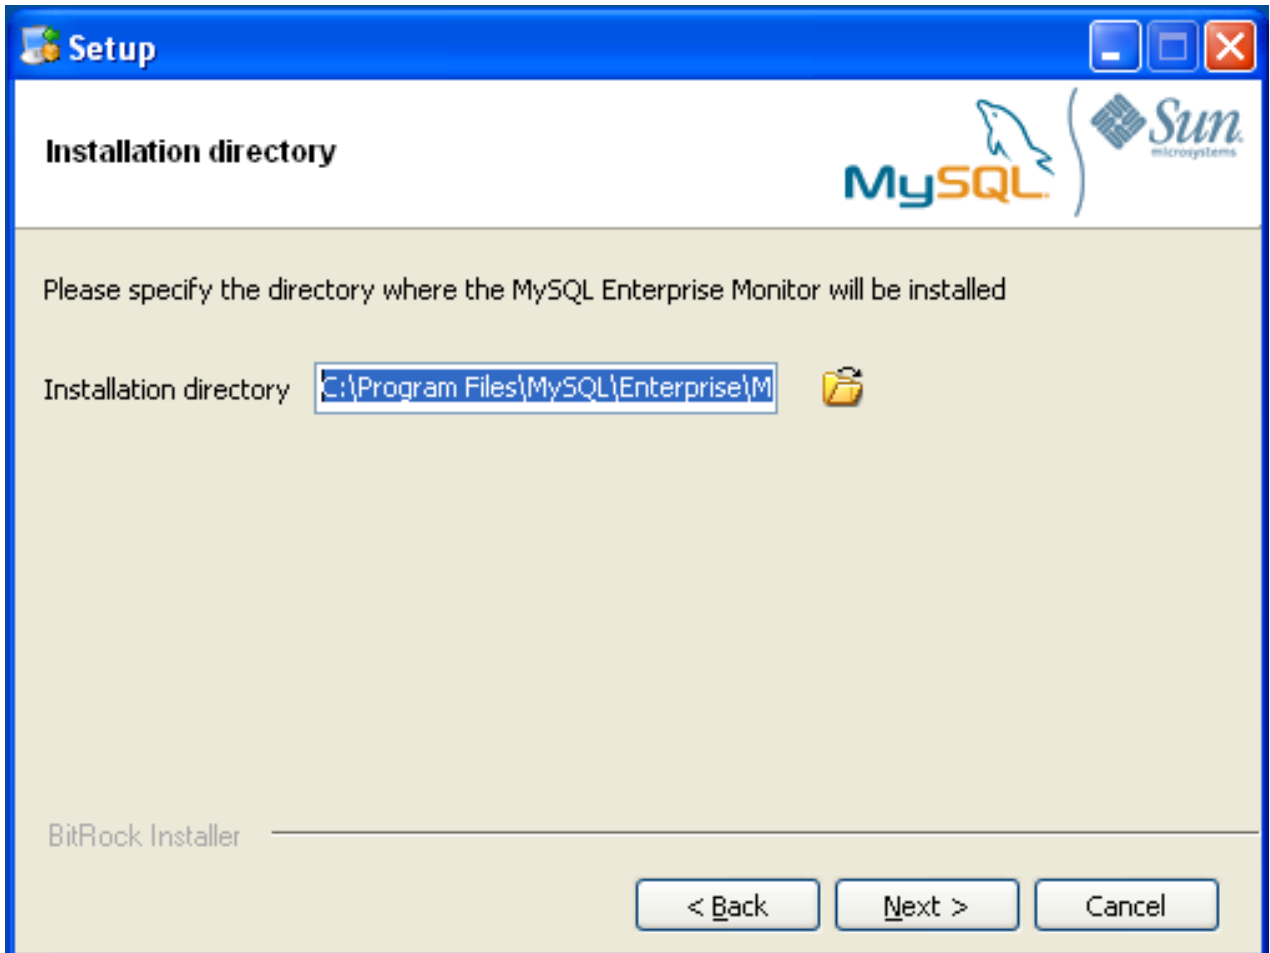 Setup
Installation directory
MySQL
Sun
microsystems
Please specify the directory where the MySQL Enterprise Monitor will be installed
Installation directory C:\Program Files\MySQL\Enterprise\M
BitRock Installer
< Back Next > Cancel